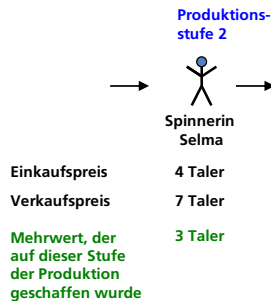 Produktions-
stufe 2
Spinnerin
Selma
Einkaufspreis 4 Taler
Verkaufspreis 7 Taler
Mehrwert, der 3 Taler
auf dieser Stufe
der Produktion
geschaffen wurde